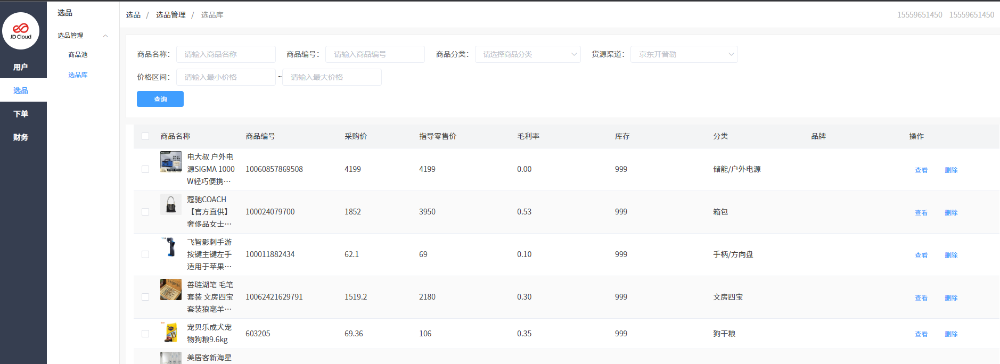 JD Cloud
用户
选品
下单
财务
选品
选品管理
商品池
选品库
选品 / 选品管理 / 选品库
15559651450 15559651450
商品名称： 请输入商品名称 商品编号： 请输入商品编号 商品分类： 请选择商品分类 货源渠道： 京东开普勒
价格区间： 请输入最小价格 ~ 请输入最大价格
查询
商品名称 商品编号 采购价 指导零售价 毛利率 库存 分类 品牌 操作
电大叔 户外电
源SIGMA 1000
W轻巧便携…
10060857869508 4199 4199 0.00 999 储能/户外电源 查看 删除
蔻驰COACH
【官方直供】
奢侈品女士…
100024079700 1852 3950 0.53 999 箱包 查看 删除
飞智影刺手游
按键主键左手
适用于苹果…
100011882434 62.1 69 0.10 999 手柄/方向盘 查看 删除
善琏湖笔 毛笔
套装 文房四宝
套装狼毫羊…
10062421629791 1519.2 2180 0.30 999 文房四宝 查看 删除
宠贝乐成犬宠
物狗粮9.6kg
603205 69.36 106 0.35 999 狗干粮 查看 删除
美居客新海星